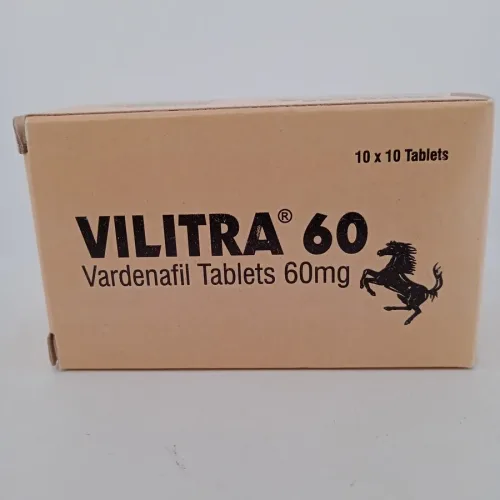 10 x 10 Tablets
VILITRA® 60
Vardenafil Tablets 60mg